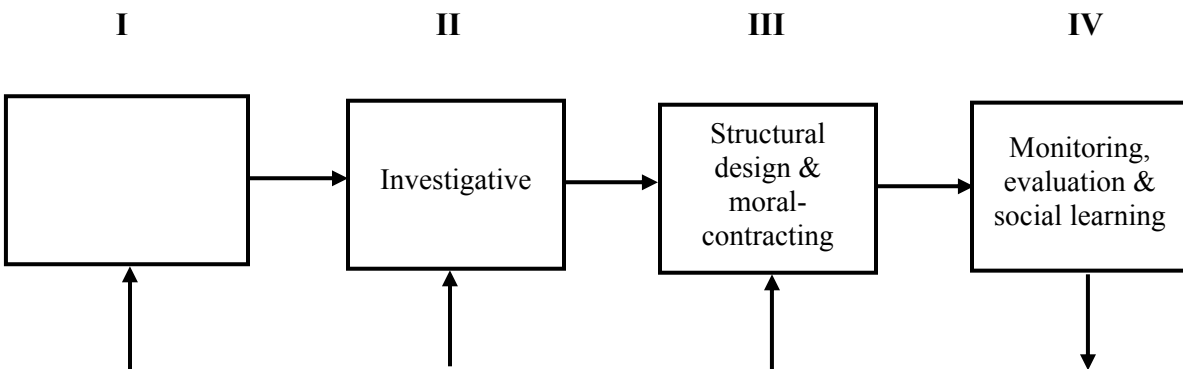 I
II
III
IV
Investigative
Structural
design &
moral-
contracting
Monitoring,
evaluation &
social learning